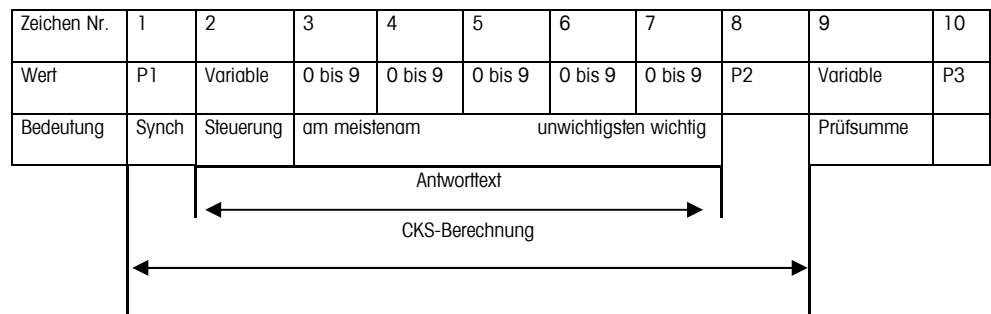 Zeichen Nr. 1 2 3 4 5 6 7 8 9 10
Wert P1 Variable 0 bis 9 0 bis 9 0 bis 9 0 bis 9 0 bis 9 P2 Variable P3
Bedeutung Synch Steuerung am meistenam unwichtigsten wichtig Prüfsumme
Antworttext
CKS-Berechnung